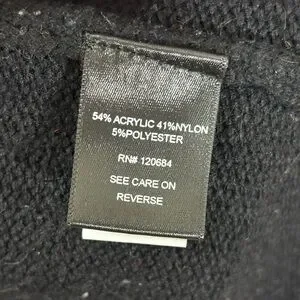 54% ACRYLIC 41%NYLON
5%POLYESTER
RN# 120684
SEE CARE ON
REVERSE